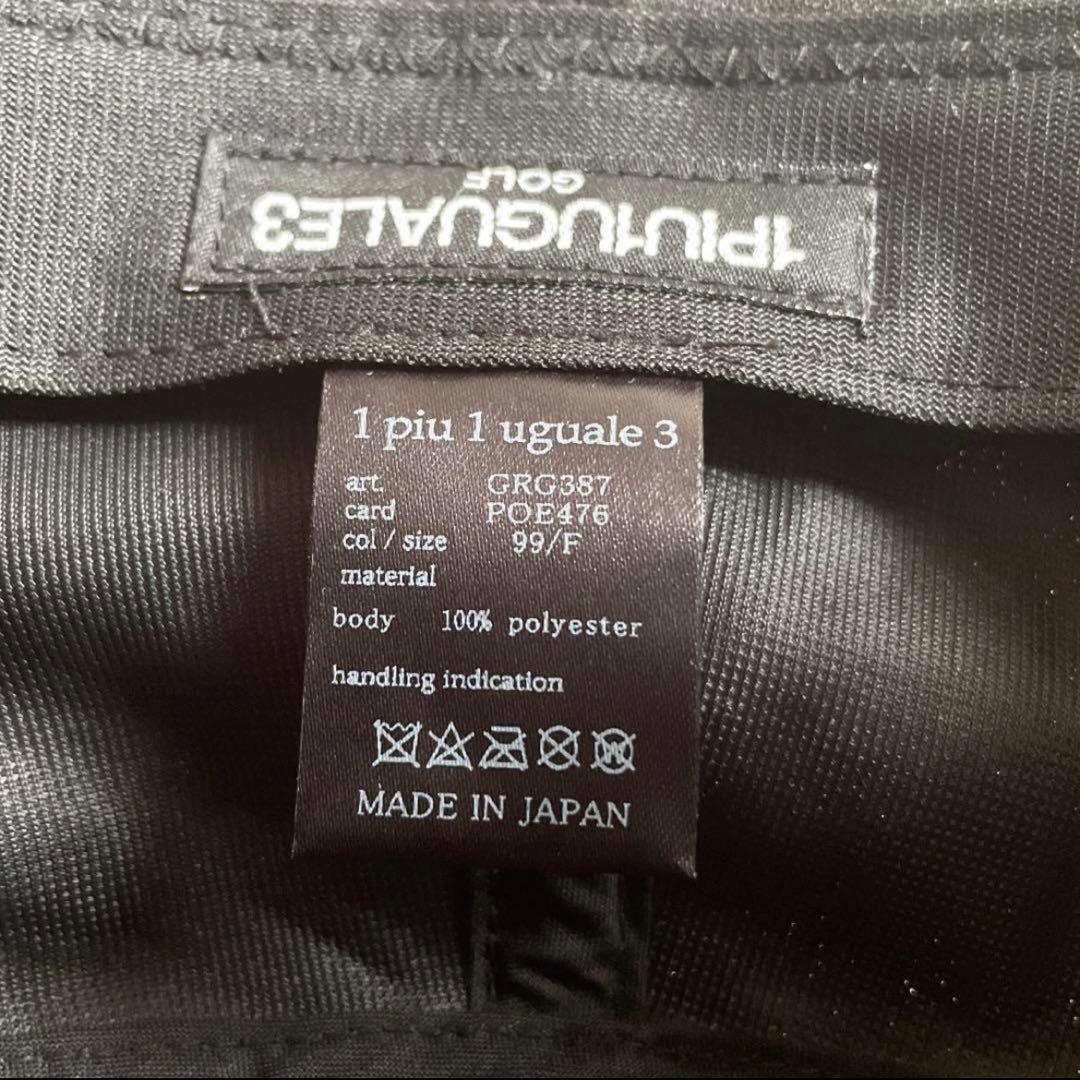 1PIU1UGUALE3
GOLF
1 piu 1 uguale 3
art. GRG387
card POE476
col / size 99/F
material
body 100% polyester
handling indication
W
MADE IN JAPAN